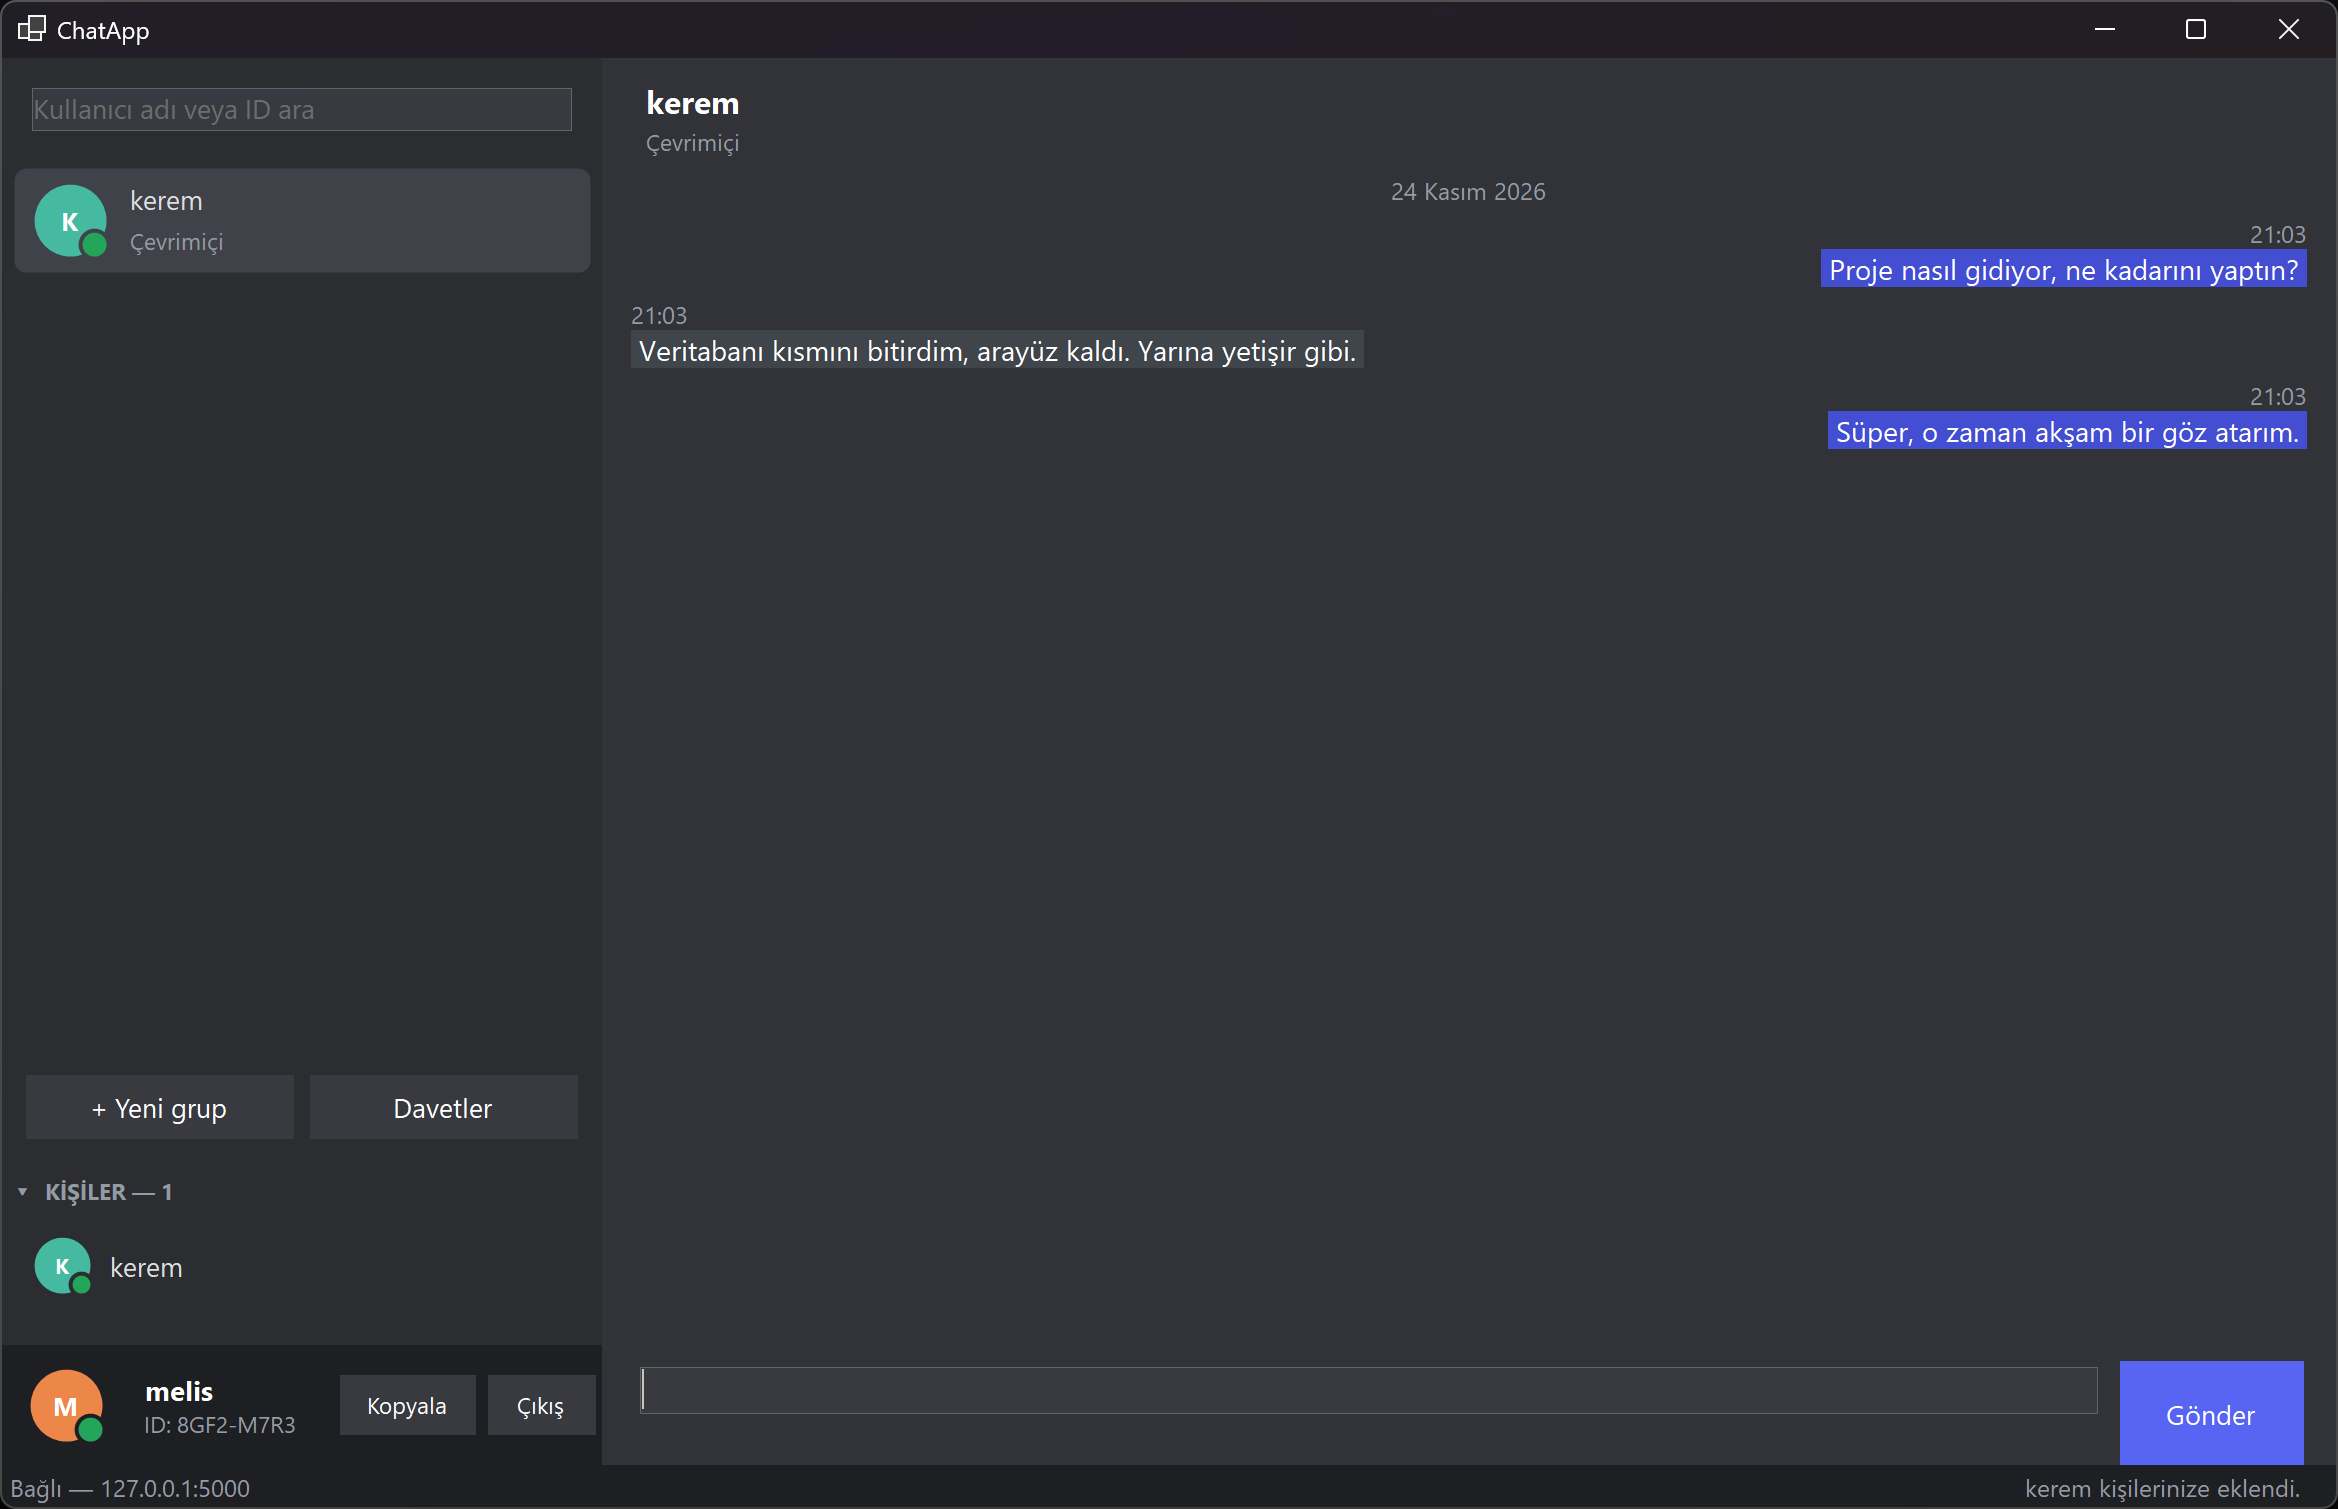 ChatApp
Kullanıcı adı veya ID ara
K
kerem
Çevrimiçi
+ Yeni grup
Davetler
▾ KİŞİLER — 1
K
kerem
M
melis
ID: 8GF2-M7R3
Kopyala
Çıkış
kerem
Çevrimiçi
24 Kasım 2026
21:03
Proje nasıl gidiyor, ne kadarını yaptın?
21:03
Veritabanı kısmını bitirdim, arayüz kaldı. Yarına yetişir gibi.
21:03
Süper, o zaman akşam bir göz atarım.
Gönder
Bağlı — 127.0.0.1:5000
kerem kişilerinize eklendi.